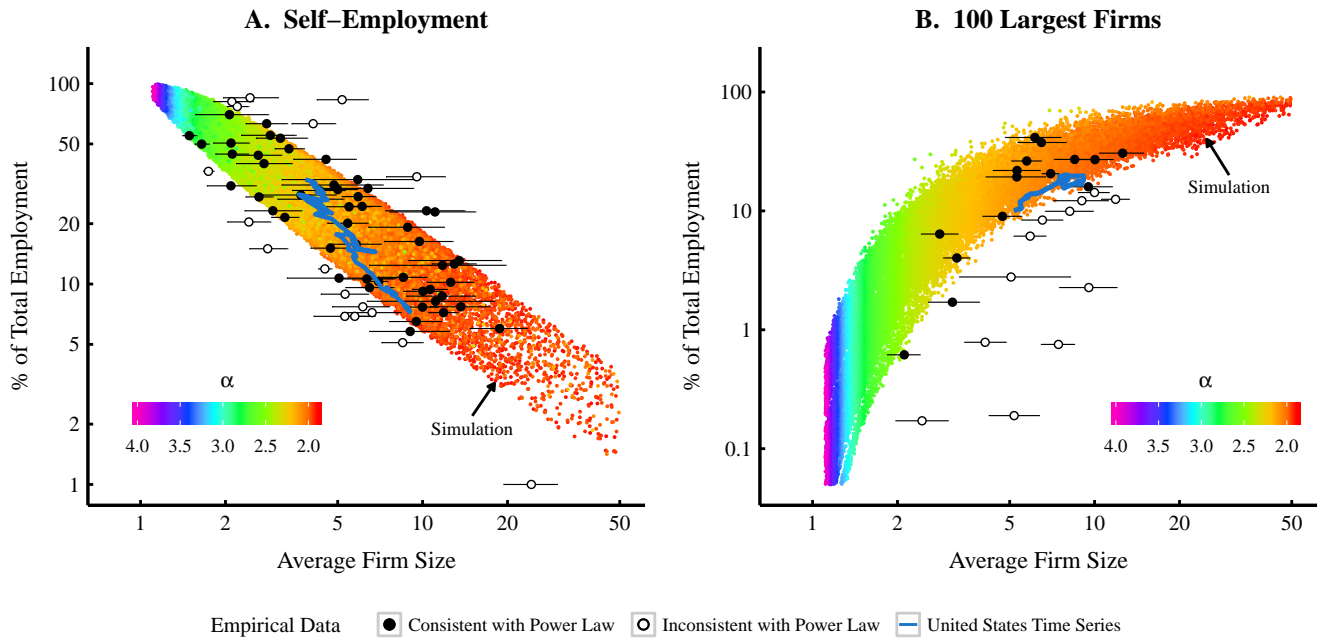 A. Self−Employment
B. 100 Largest Firms
% of Total Employment
100
50
20
10
5
2
1
α
4.0 3.5 3.0 2.5 2.0
Simulation
1 2 5 10 20 50
Average Firm Size
% of Total Employment
100
10
1
0.1
Simulation
α
4.0 3.5 3.0 2.5 2.0
1 2 5 10 20 50
Average Firm Size
Empirical Data Consistent with Power Law Inconsistent with Power Law United States Time Series